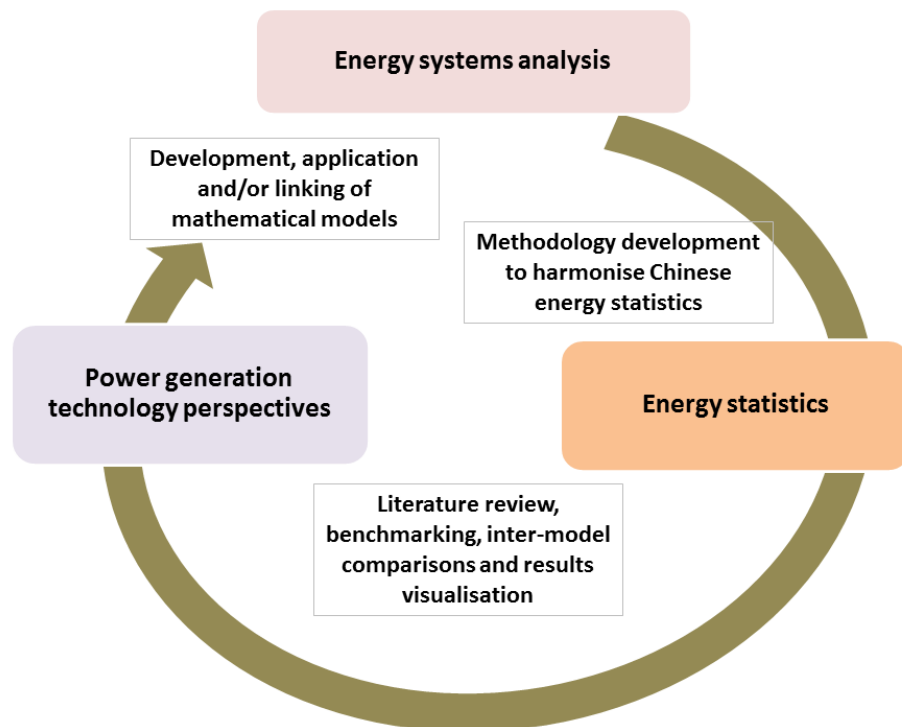 Energy systems analysis
Development, application
and/or linking of
mathematical models
Methodology development
to harmonise Chinese
energy statistics
Power generation
technology perspectives
Energy statistics
Literature review,
benchmarking, inter-model
comparisons and results
visualisation